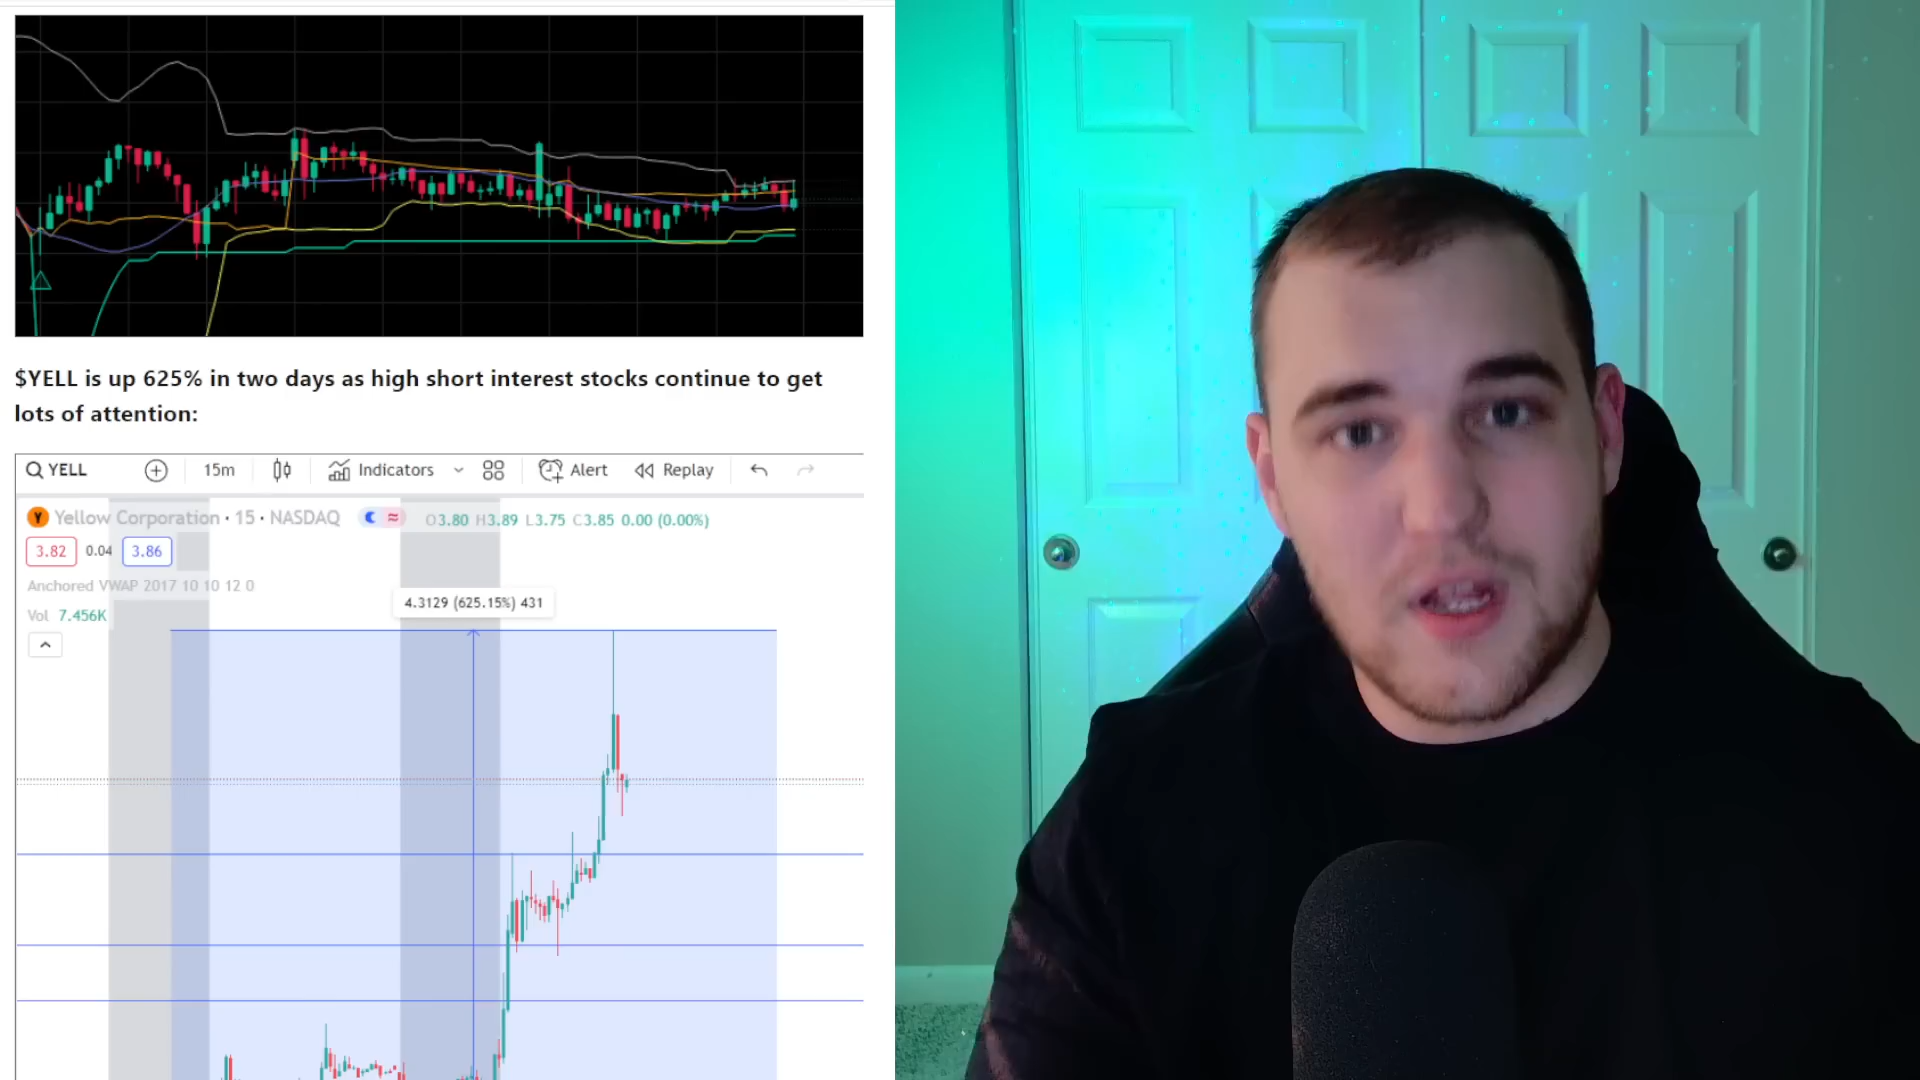 $YELL is up 625% in two days as high short interest stocks continue to get
lots of attention:
YELL 15m Indicators Alert Replay
Y Yellow Corporation · 15 · NASDAQ O3.80 H3.89 L3.75 C3.85 0.00 (0.00%)
3.82 0.04 3.86
Anchored VWAP 2017 10 10 12 0
4.3129 (625.15%) 431
Vol 7.456K